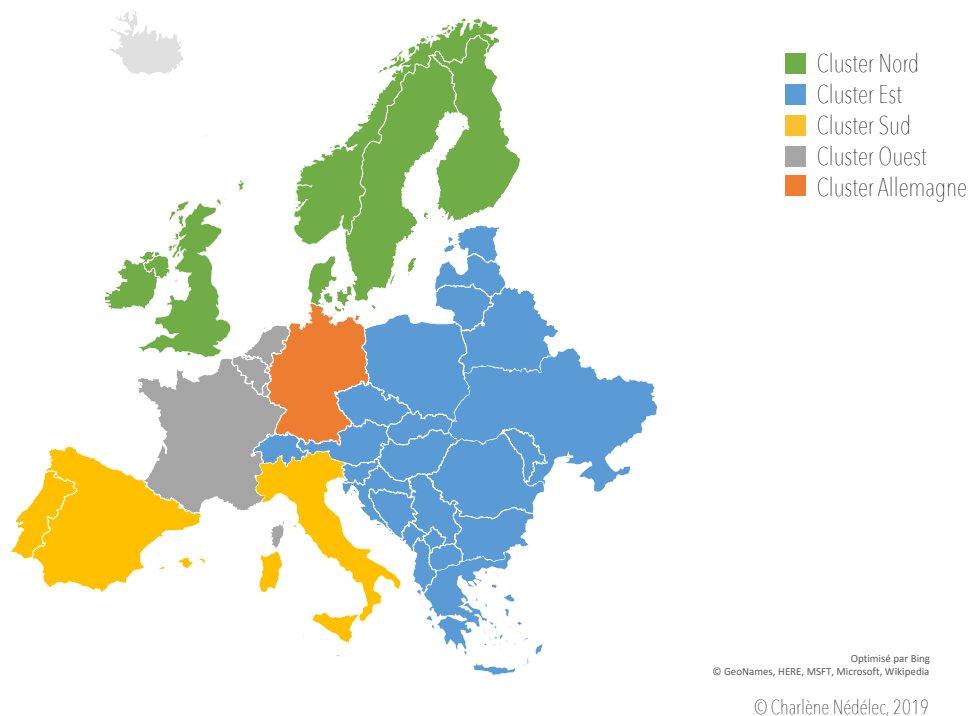 Cluster Nord
Cluster Est
Cluster Sud
Cluster Ouest
Cluster Allemagne
Optimisé par Bing
© GeoNames, HERE, MSFT, Microsoft, Wikipedia
© Charlène Nédélec, 2019